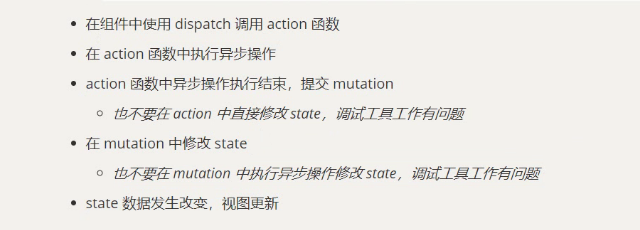 在组件中使用 dispatch 调用 action 函数
在 action 函数中执行异步操作
action 函数中异步操作执行结束，提交 mutation
也不要在 action 中直接修改 state，调试工具工作有问题
在 mutation 中修改 state
也不要在 mutation 中执行异步操作修改 state，调试工具工作有问题
state 数据发生改变，视图更新